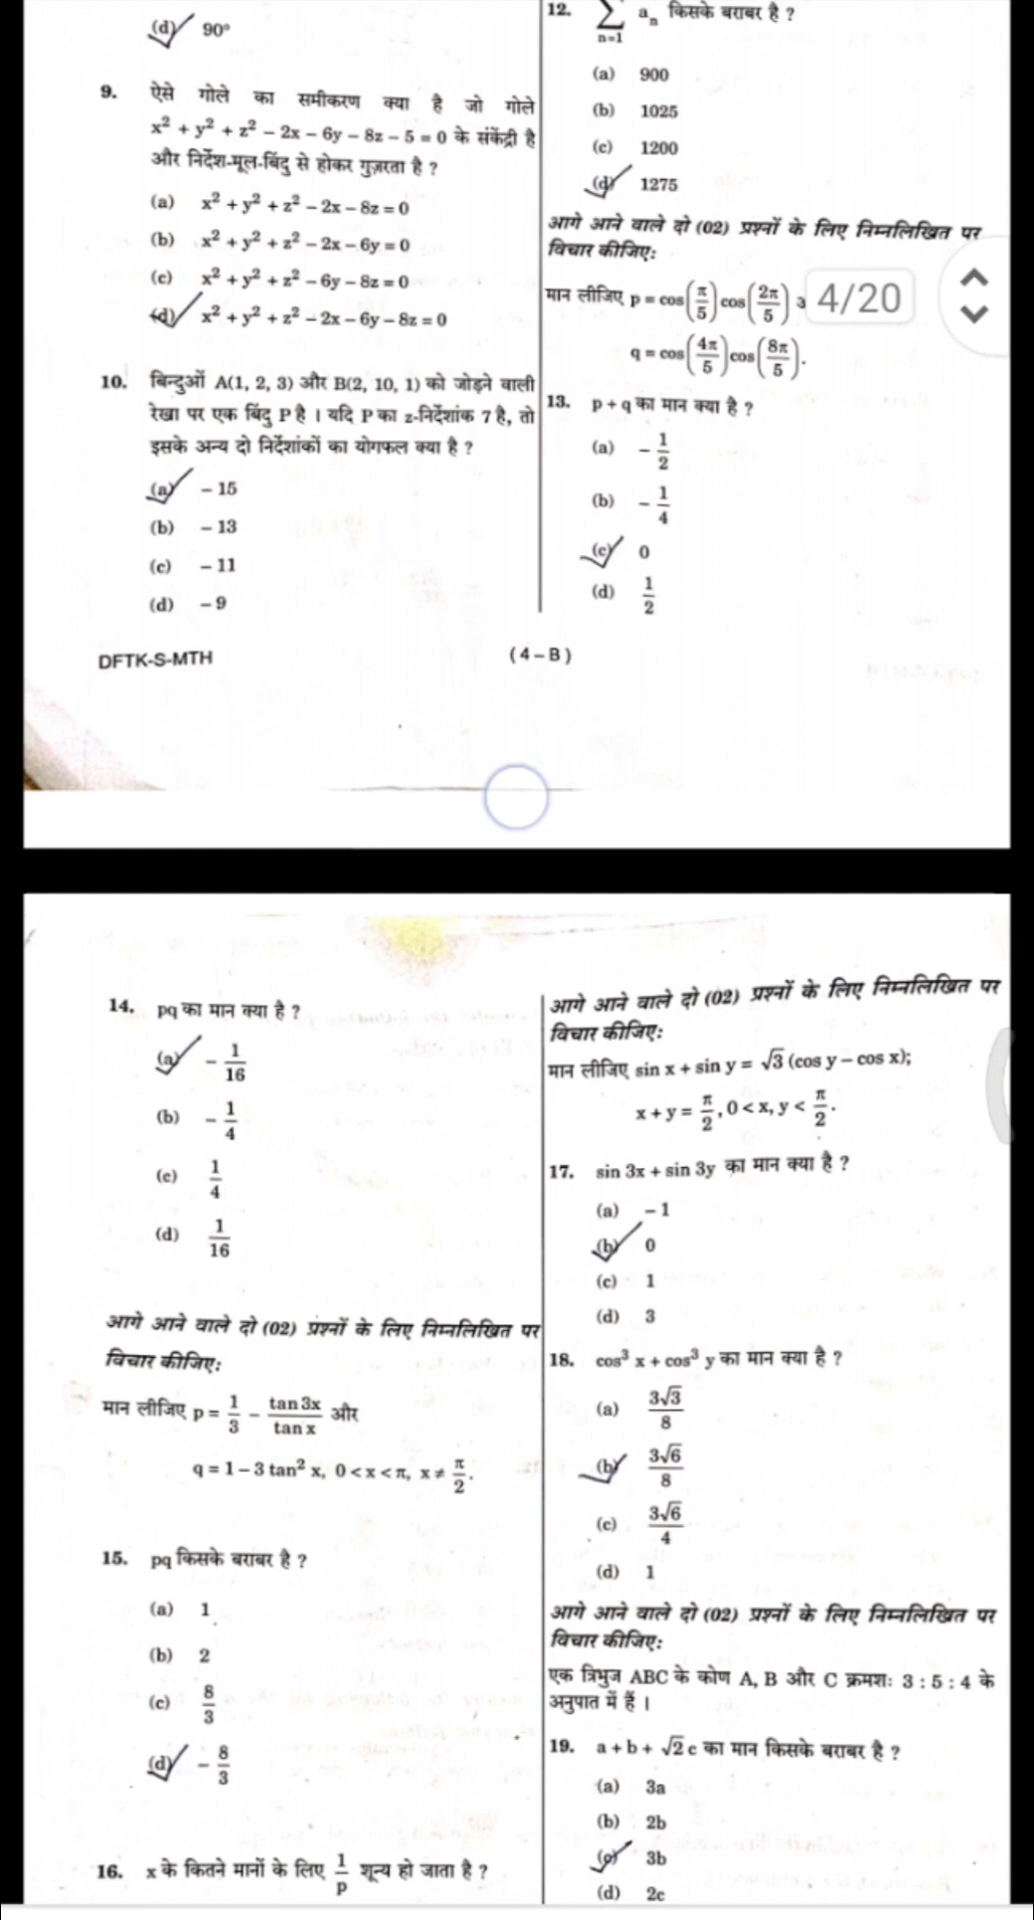 (d) 90°
9. ऐसे गोले का समीकरण क्या है जो गोले
x² + y² + z² – 2x – 6y – 8z – 5 = 0 के संकेंद्री है
और निर्देश-मूल-बिंदु से होकर गुज़रता है ?
(a) x² + y² + z² – 2x – 8z = 0
(b) x² + y² + z² – 2x – 6y = 0
(c) x² + y² + z² – 6y – 8z = 0
(d) x² + y² + z² – 2x – 6y – 8z = 0
10. बिन्दुओं A(1, 2, 3) और B(2, 10, 1) को जोड़ने वाली
रेखा पर एक बिंदु P है । यदि P का z-निर्देशांक 7 है, तो
इसके अन्य दो निर्देशांकों का योगफल क्या है ?
(a) – 15
(b) – 13
(c) – 11
(d) – 9
12. ∑ aₙ किसके बराबर है ?
n=1
(a) 900
(b) 1025
(c) 1200
(d) 1275
आगे आने वाले दो (02) प्रश्नों के लिए निम्नलिखित पर
विचार कीजिए:
मान लीजिए p = cos(π/5) cos(2π/5)
4/20
q = cos(4π/5) cos(8π/5).
13. p + q का मान क्या है ?
(a) – 1/2
(b) – 1/4
(c) 0
(d) 1/2
DFTK-S-MTH
( 4 – B )
14. pq का मान क्या है ?
(a) – 1/16
(b) – 1/4
(c) 1/4
(d) 1/16
आगे आने वाले दो (02) प्रश्नों के लिए निम्नलिखित पर
विचार कीजिए:
मान लीजिए p = 1/3 – tan 3x/tan x और
q = 1 – 3 tan² x, 0 < x < π, x ≠ π/2.
15. pq किसके बराबर है ?
(a) 1
(b) 2
(c) 8/3
(d) – 8/3
16. x के कितने मानों के लिए 1/p शून्य हो जाता है ?
आगे आने वाले दो (02) प्रश्नों के लिए निम्नलिखित पर
विचार कीजिए:
मान लीजिए sin x + sin y = √3 (cos y – cos x);
x + y = π/2, 0 < x, y < π/2.
17. sin 3x + sin 3y का मान क्या है ?
(a) – 1
(b) 0
(c) 1
(d) 3
18. cos³ x + cos³ y का मान क्या है ?
(a) 3√3/8
(b) 3√6/8
(c) 3√6/4
(d) 1
आगे आने वाले दो (02) प्रश्नों के लिए निम्नलिखित पर
विचार कीजिए:
एक त्रिभुज ABC के कोण A, B और C क्रमशः 3 : 5 : 4 के
अनुपात में हैं ।
19. a + b + √2 c का मान किसके बराबर है ?
(a) 3a
(b) 2b
(c) 3b
(d) 2c